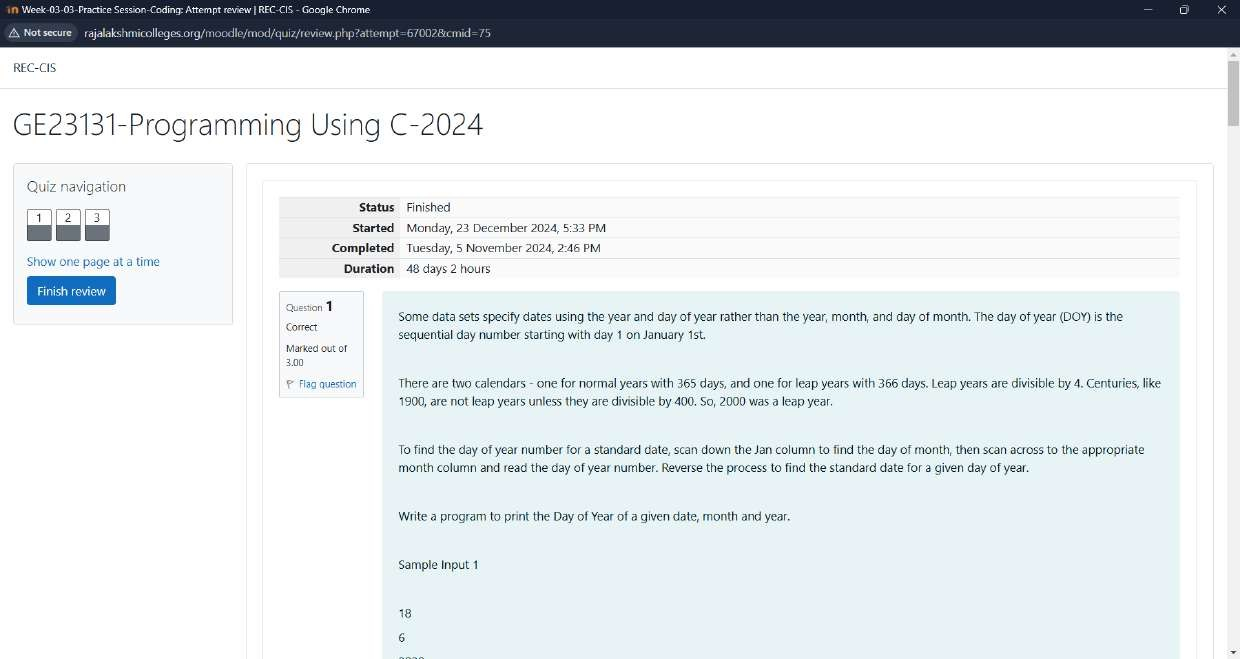 in Week-03-03-Practice Session-Coding: Attempt review | REC-CIS - Google Chrome
Not secure rajalakshmicolleges.org/moodle/mod/quiz/review.php?attempt=67002&cmid=75
REC-CIS
GE23131-Programming Using C-2024
Quiz navigation
1 2 3
Show one page at a time
Finish review
Status Finished
Started Monday, 23 December 2024, 5:33 PM
Completed Tuesday, 5 November 2024, 2:46 PM
Duration 48 days 2 hours
Question 1
Correct
Marked out of
3.00
Flag question
Some data sets specify dates using the year and day of year rather than the year, month, and day of month. The day of year (DOY) is the
sequential day number starting with day 1 on January 1st.
There are two calendars - one for normal years with 365 days, and one for leap years with 366 days. Leap years are divisible by 4. Centuries, like
1900, are not leap years unless they are divisible by 400. So, 2000 was a leap year.
To find the day of year number for a standard date, scan down the Jan column to find the day of month, then scan across to the appropriate
month column and read the day of year number. Reverse the process to find the standard date for a given day of year.
Write a program to print the Day of Year of a given date, month and year.
Sample Input 1
18
6